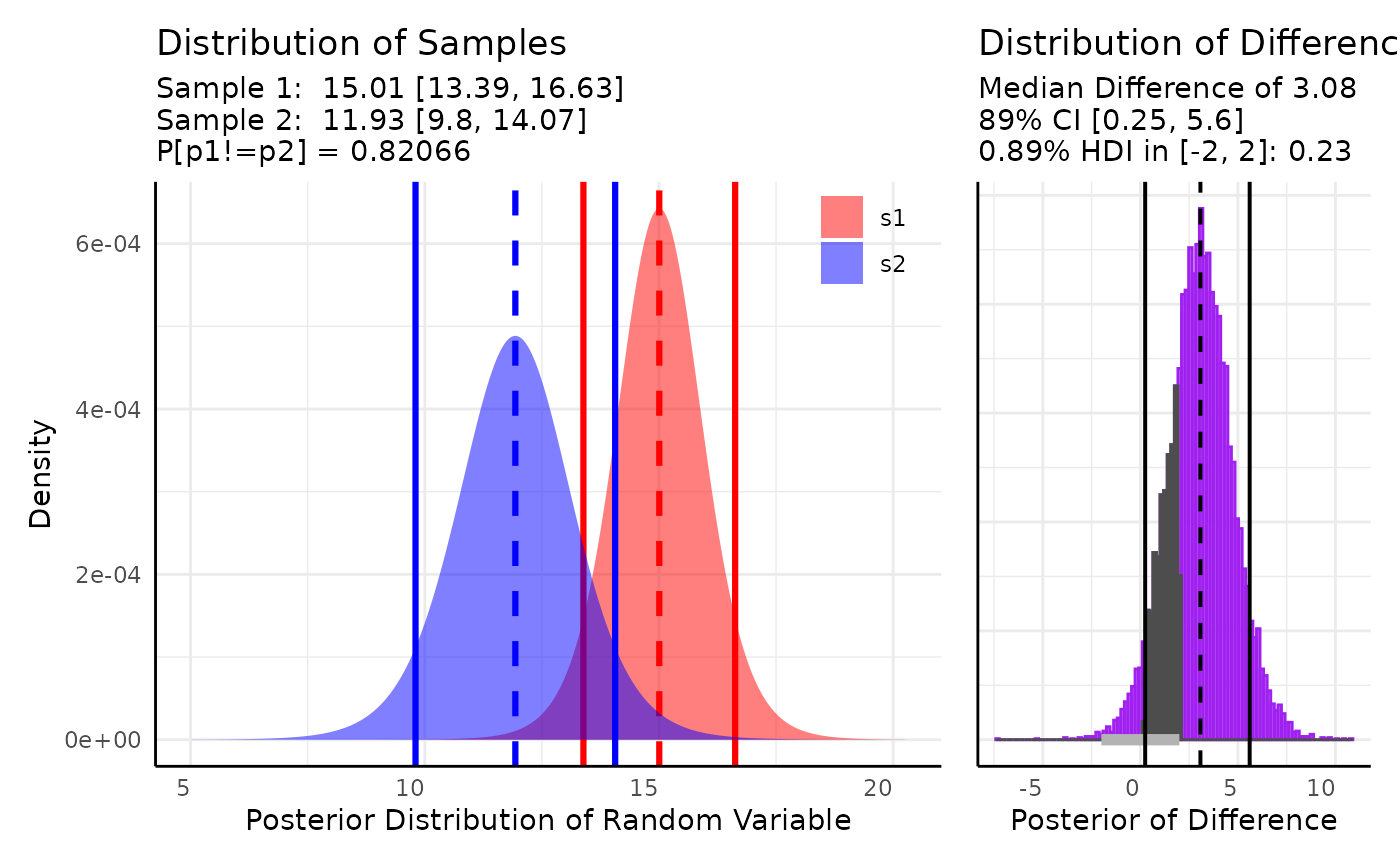 Distribution of Samples
Sample 1:  15.01 [13.39, 16.63]
Sample 2:  11.93 [9.8, 14.07]
P[p1!=p2] = 0.82066
s1
s2
6e-04
4e-04
2e-04
0e+00
Density
5 10 15 20
Posterior Distribution of Random Variable
Distribution of Differenc
Median Difference of 3.08
89% CI [0.25, 5.6]
0.89% HDI in [-2, 2]: 0.23
-5 0 5 10
Posterior of Difference